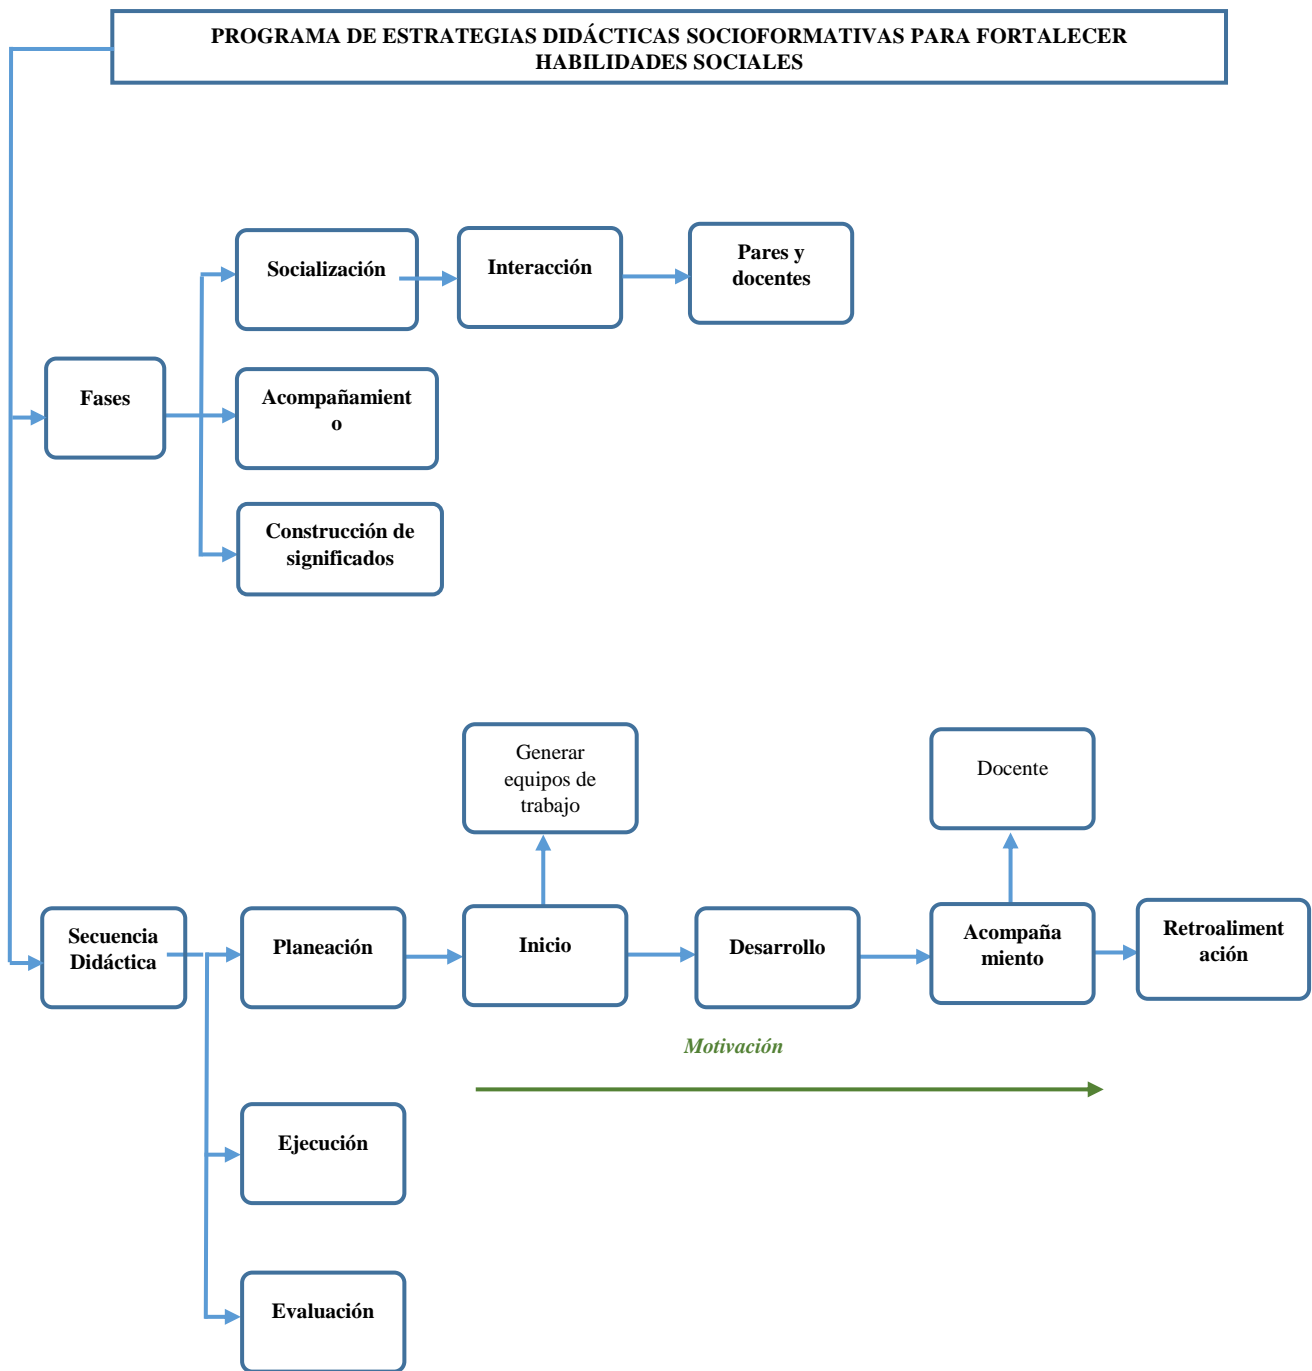 PROGRAMA DE ESTRATEGIAS DIDÁCTICAS SOCIOFORMATIVAS PARA FORTALECER
HABILIDADES SOCIALES
Socialización
Interacción
Pares y
docentes
Fases
Acompañamient
o
Construcción de
significados
Generar
equipos de
trabajo
Docente
Secuencia
Didáctica
Planeación
Inicio
Desarrollo
Acompaña
miento
Retroaliment
ación
Motivación
Ejecución
Evaluación